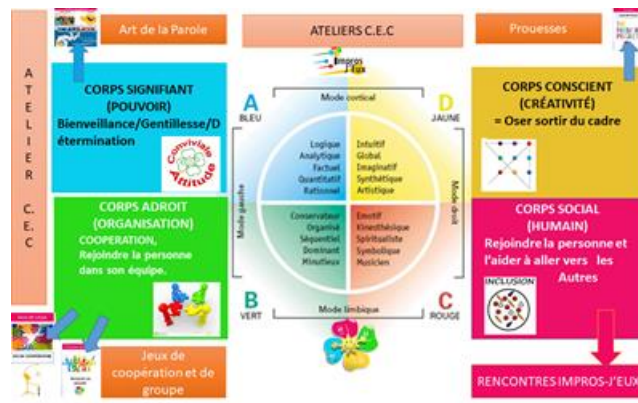 Art de la Parole
ATELIERS C.E.C
Prouesses
ATELIER C.E.C
Impros
J'Eux
CORPS SIGNIFIANT
(POUVOIR)
Bienveillance/Gentillesse/D
étermination
Conviviale
Attitude
CORPS ADROIT
(ORGANISATION)
COOPERATION,
Rejoindre la personne
dans son équipe.
A
BLEU
Mode cortical
D
JAUNE
Logique
Analytique
Factuel
Quantitatif
Rationnel
Intuitif
Global
Imaginatif
Synthétique
Artistique
Mode gauche
Mode droit
Conservateur
Organisé
Séquentiel
Dominant
Minutieux
Emotif
Kinesthésique
Spiritualiste
Symbolique
Musicien
B
VERT
Mode limbique
C
ROUGE
CORPS CONSCIENT
(CRÉATIVITÉ)
= Oser sortir du cadre
CORPS SOCIAL
(HUMAIN)
Rejoindre la personne et
l'aider à aller vers les
Autres
INCLUSION
Jeux de
coopération et de
groupe
RENCONTRES IMPROS-J'EUX